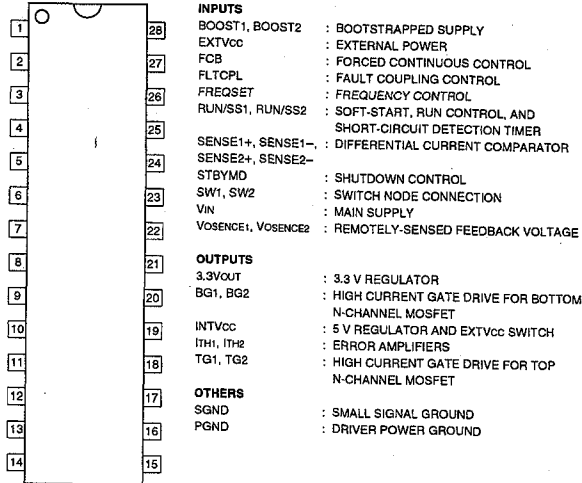 1 28
2 27
3 26
4 25
5 24
6 23
7 22
8 21
9 20
10 19
11 18
12 17
13 16
14 15
INPUTS
BOOST1, BOOST2 : BOOTSTRAPPED SUPPLY
EXTVCC : EXTERNAL POWER
FCB : FORCED CONTINUOUS CONTROL
FLTCPL : FAULT COUPLING CONTROL
FREQSET : FREQUENCY CONTROL
RUN/SS1, RUN/SS2 : SOFT-START, RUN CONTROL, AND
SHORT-CIRCUIT DETECTION TIMER
SENSE1+, SENSE1–, : DIFFERENTIAL CURRENT COMPARATOR
SENSE2+, SENSE2–
STBYMD : SHUTDOWN CONTROL
SW1, SW2 : SWITCH NODE CONNECTION
VIN : MAIN SUPPLY
VOSENCE1, VOSENCE2 : REMOTELY-SENSED FEEDBACK VOLTAGE
OUTPUTS
3.3VOUT : 3.3 V REGULATOR
BG1, BG2 : HIGH CURRENT GATE DRIVE FOR BOTTOM
N-CHANNEL MOSFET
INTVCC : 5 V REGULATOR AND EXTVCC SWITCH
ITH1, ITH2 : ERROR AMPLIFIERS
TG1, TG2 : HIGH CURRENT GATE DRIVE FOR TOP
N-CHANNEL MOSFET
OTHERS
SGND : SMALL SIGNAL GROUND
PGND : DRIVER POWER GROUND